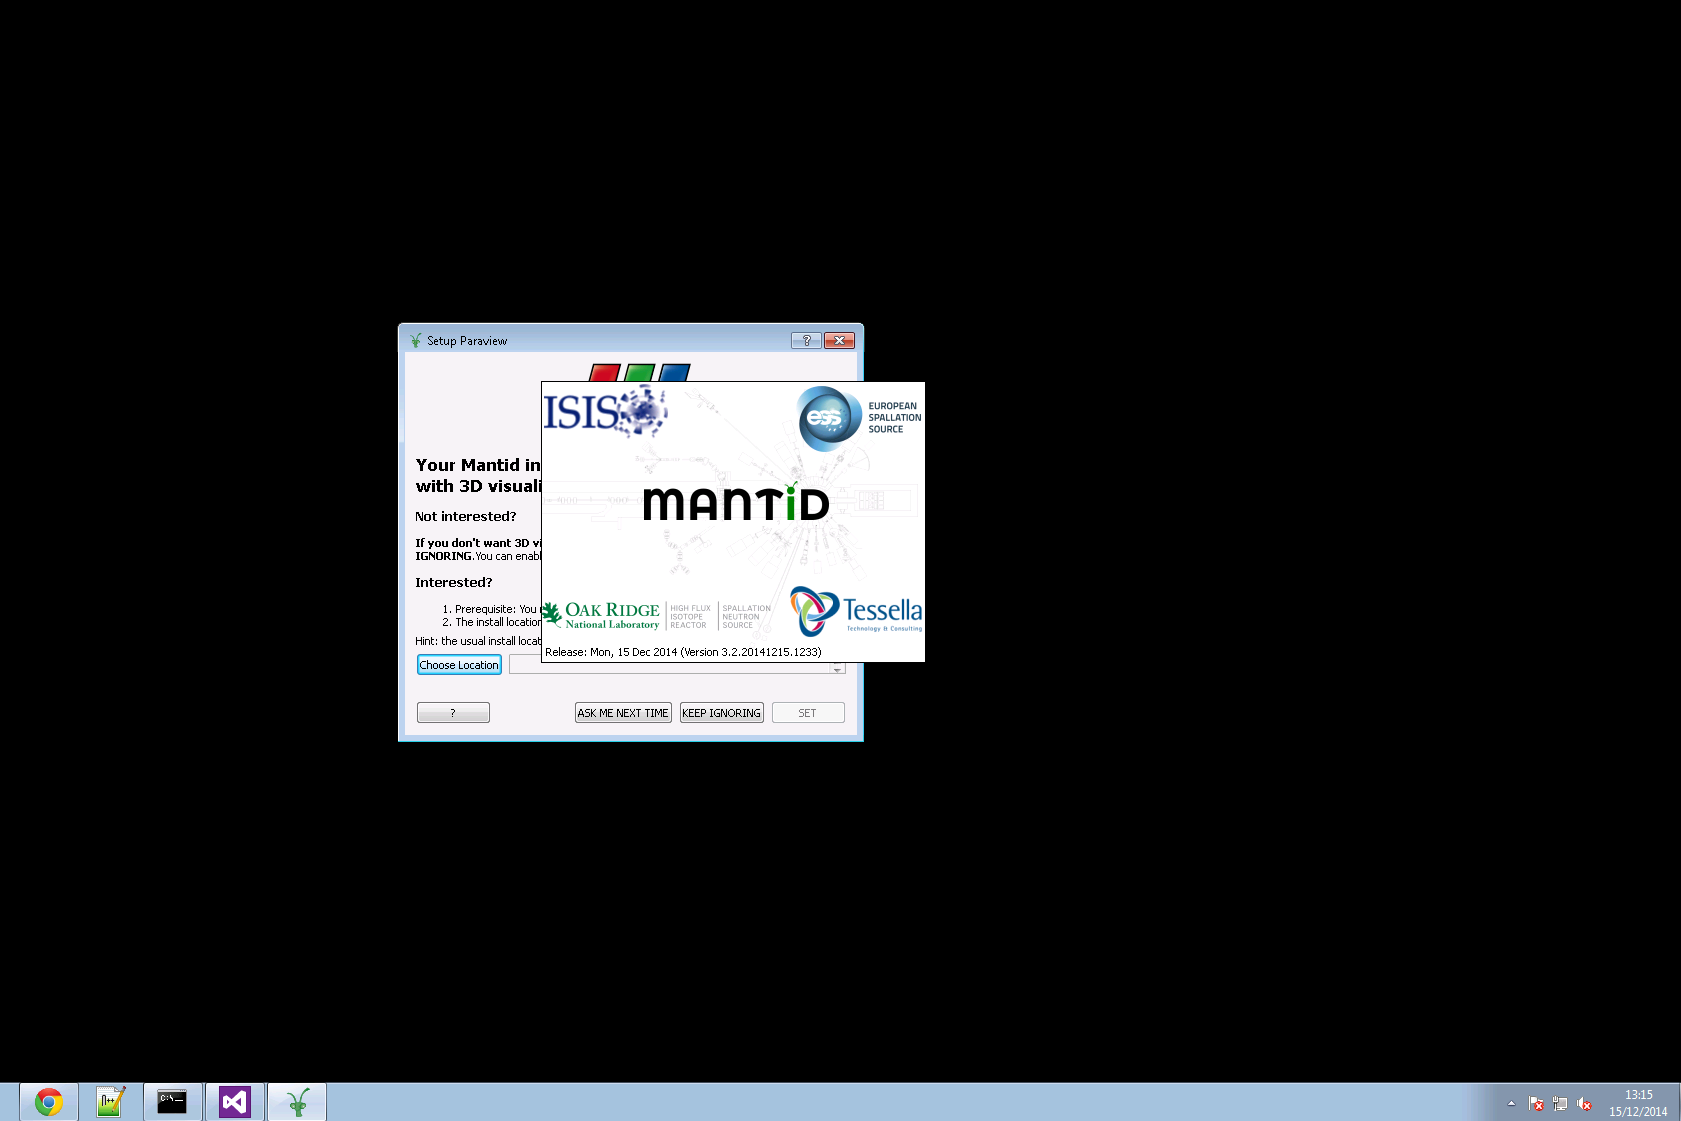 Setup Paraview
?
ISIS
ess
EUROPEAN
SPALLATION
SOURCE
Your Mantid in
with 3D visuali
MANTiD
Not interested?
If you don't want 3D vi
IGNORING.You can enabl
Interested?
1. Prerequisite: You
2. The install location
Hint: the usual install locat
OAK RIDGE
National Laboratory
HIGH FLUX
ISOTOPE
REACTOR
SPALLATION
NEUTRON
SOURCE
Tessella
Technology & Consulting
Release: Mon, 15 Dec 2014 (Version 3.2.20141215.1233)
Choose Location
?
ASK ME NEXT TIME
KEEP IGNORING
SET
C:\_
n++
13:15
15/12/2014